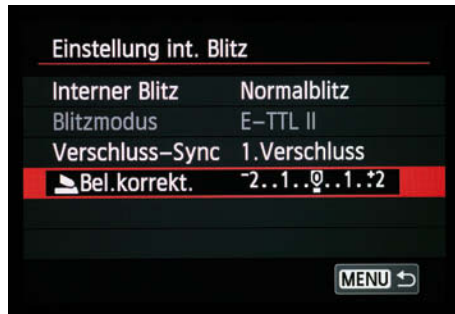 Einstellung int. Blitz
Interner Blitz Normalblitz
Blitzmodus E–TTL II
Verschluss–Sync 1.Verschluss
Bel.korrekt. ⁻2..1..0..1..⁺2
MENU